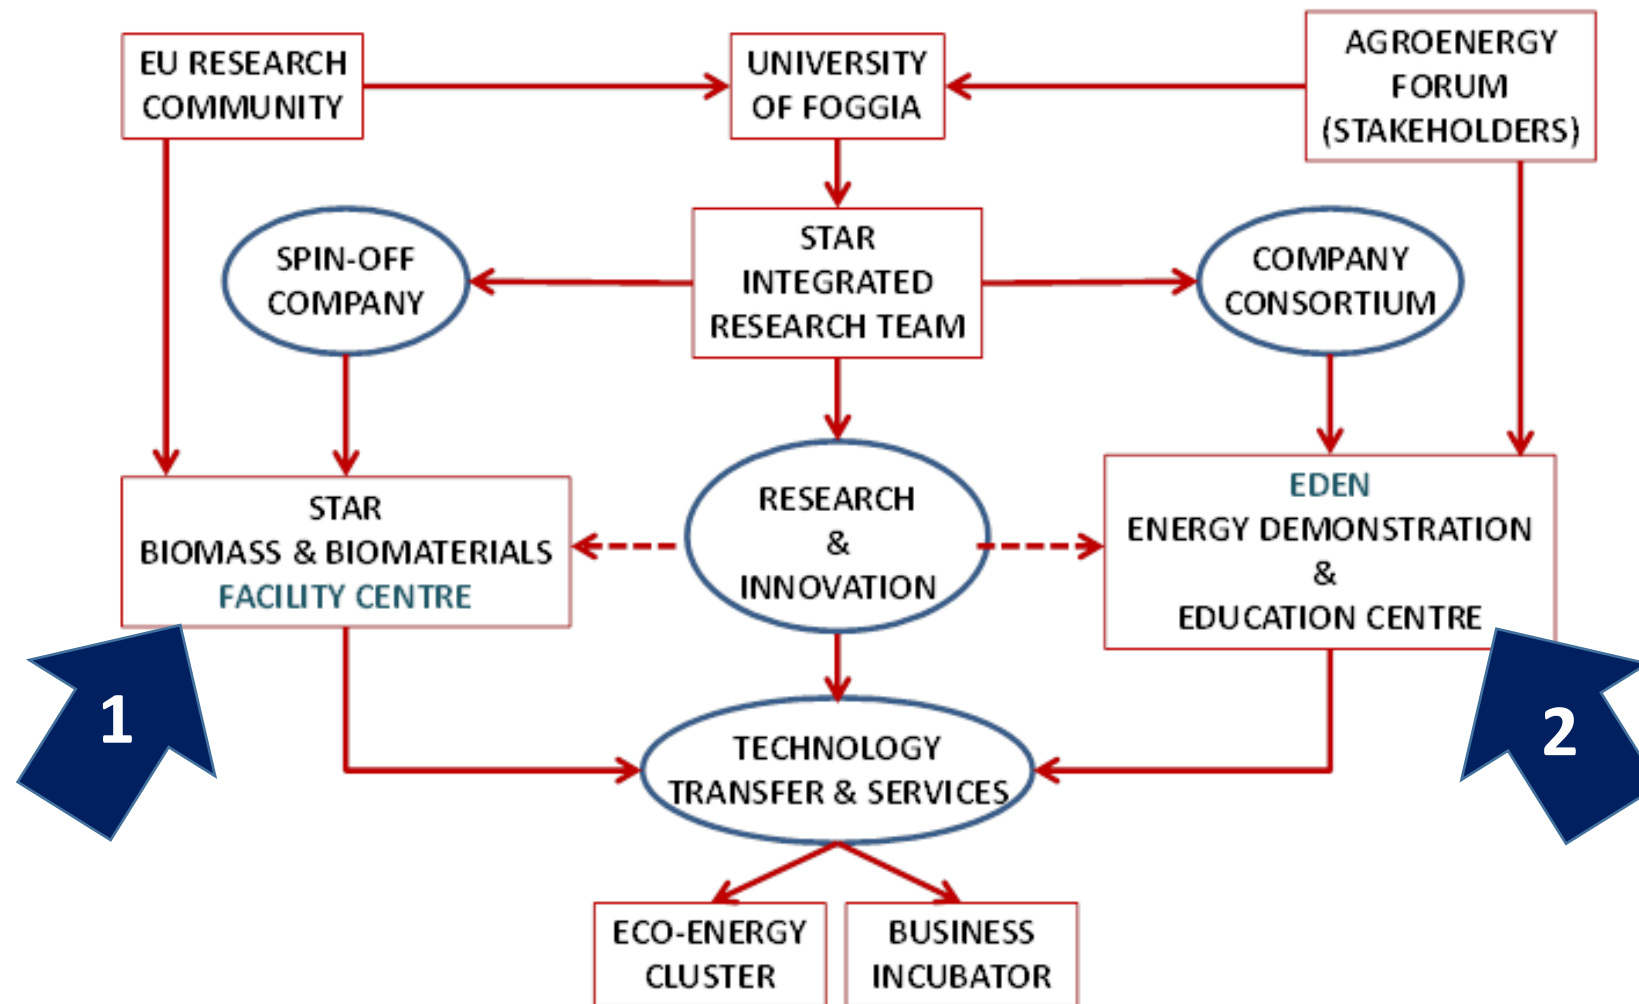 EU RESEARCH
COMMUNITY
UNIVERSITY
OF FOGGIA
AGROENERGY
FORUM
(STAKEHOLDERS)
SPIN-OFF
COMPANY
STAR
INTEGRATED
RESEARCH TEAM
COMPANY
CONSORTIUM
STAR
BIOMASS & BIOMATERIALS
FACILITY CENTRE
RESEARCH
&
INNOVATION
EDEN
ENERGY DEMONSTRATION
&
EDUCATION CENTRE
1
2
TECHNOLOGY
TRANSFER & SERVICES
ECO-ENERGY
CLUSTER
BUSINESS
INCUBATOR